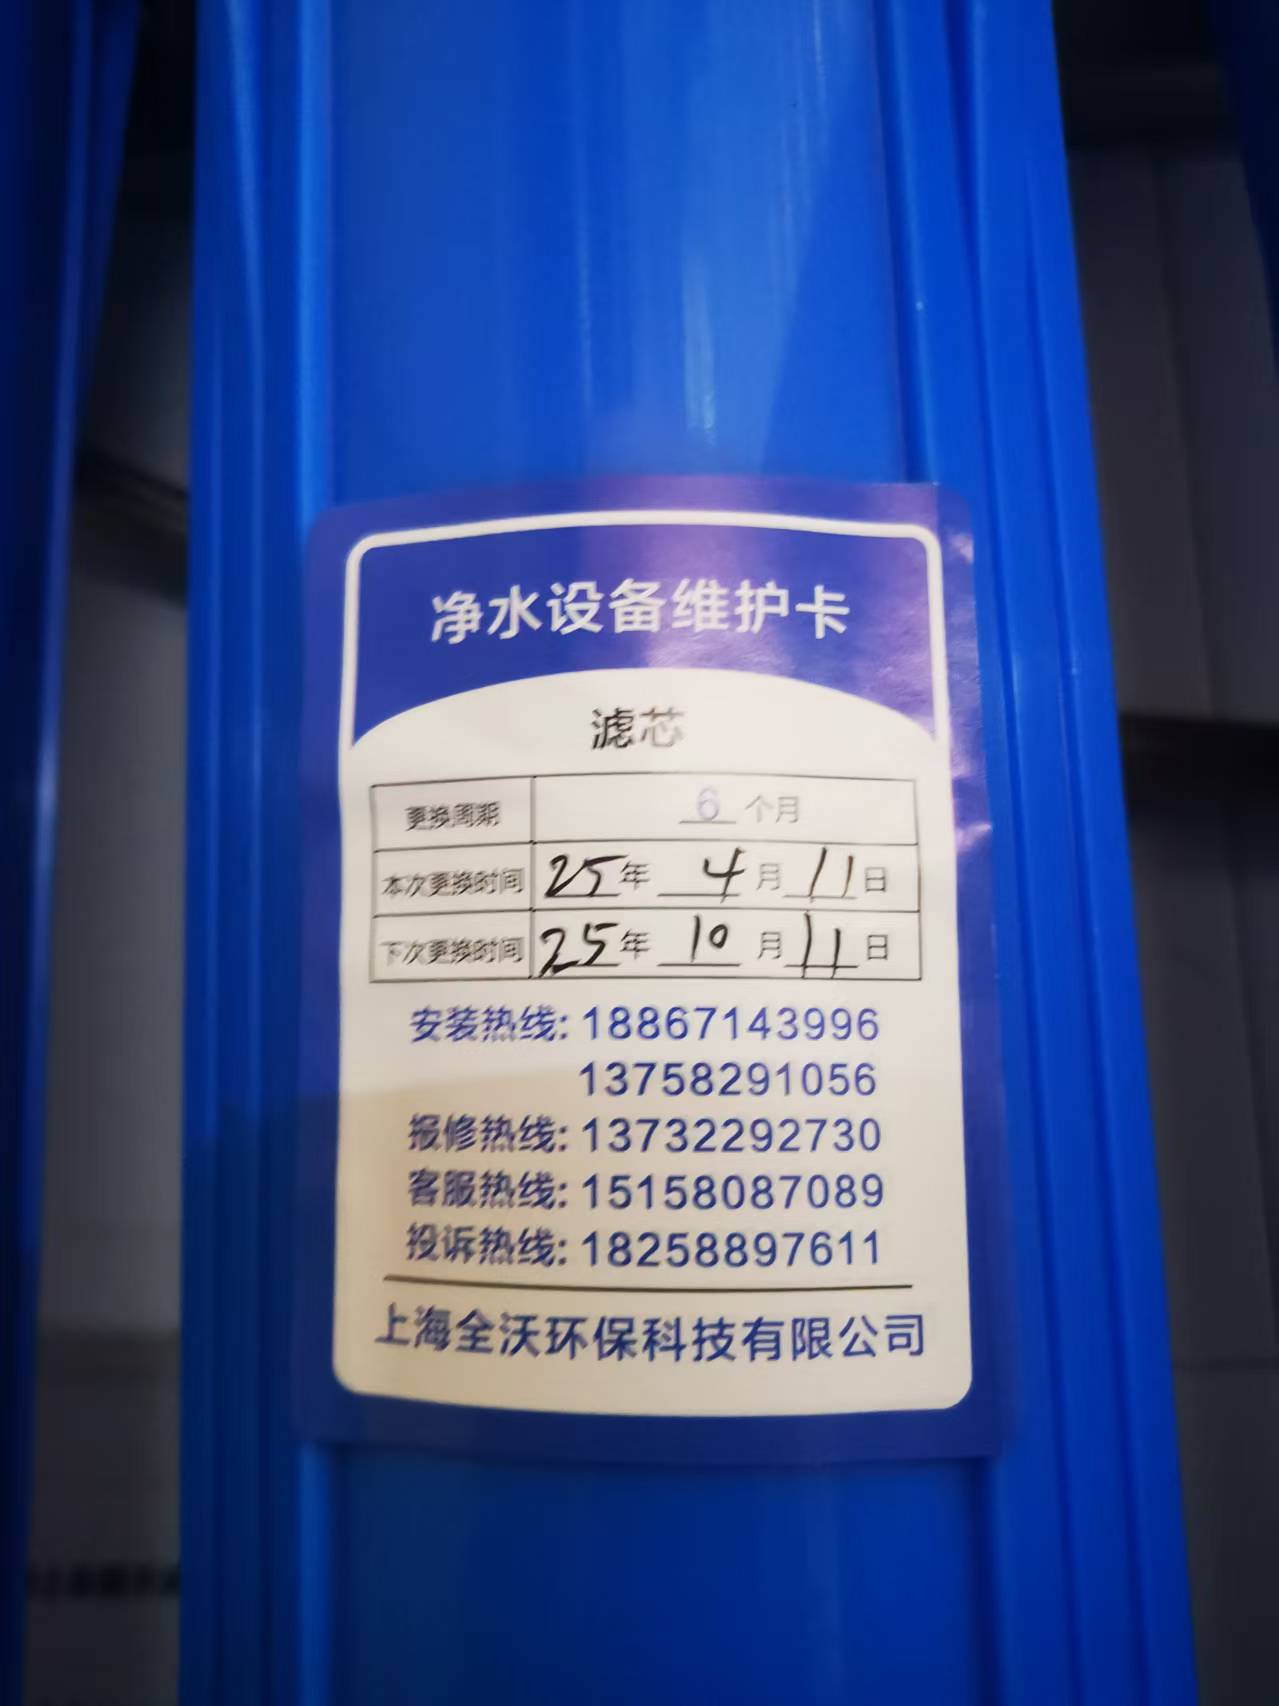 净水设备维护卡
滤芯
更换周期 6 个月
本次更换时间 25年 4月11日
下次更换时间 25年 10月11日
安装热线: 18867143996
13758291056
报修热线: 13732292730
客服热线: 15158087089
投诉热线: 18258897611
上海全沃环保科技有限公司